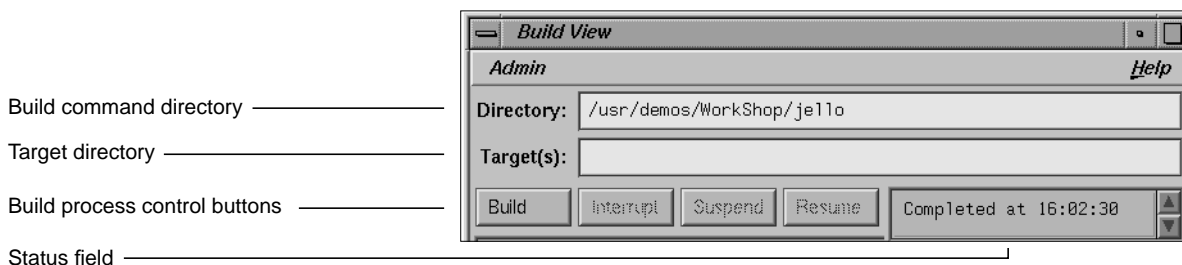 Build View
Admin Help
Build command directory
Directory: /usr/demos/WorkShop/jello
Target directory
Target(s):
Build process control buttons
Build Interrupt Suspend Resume Completed at 16:02:30
Status field